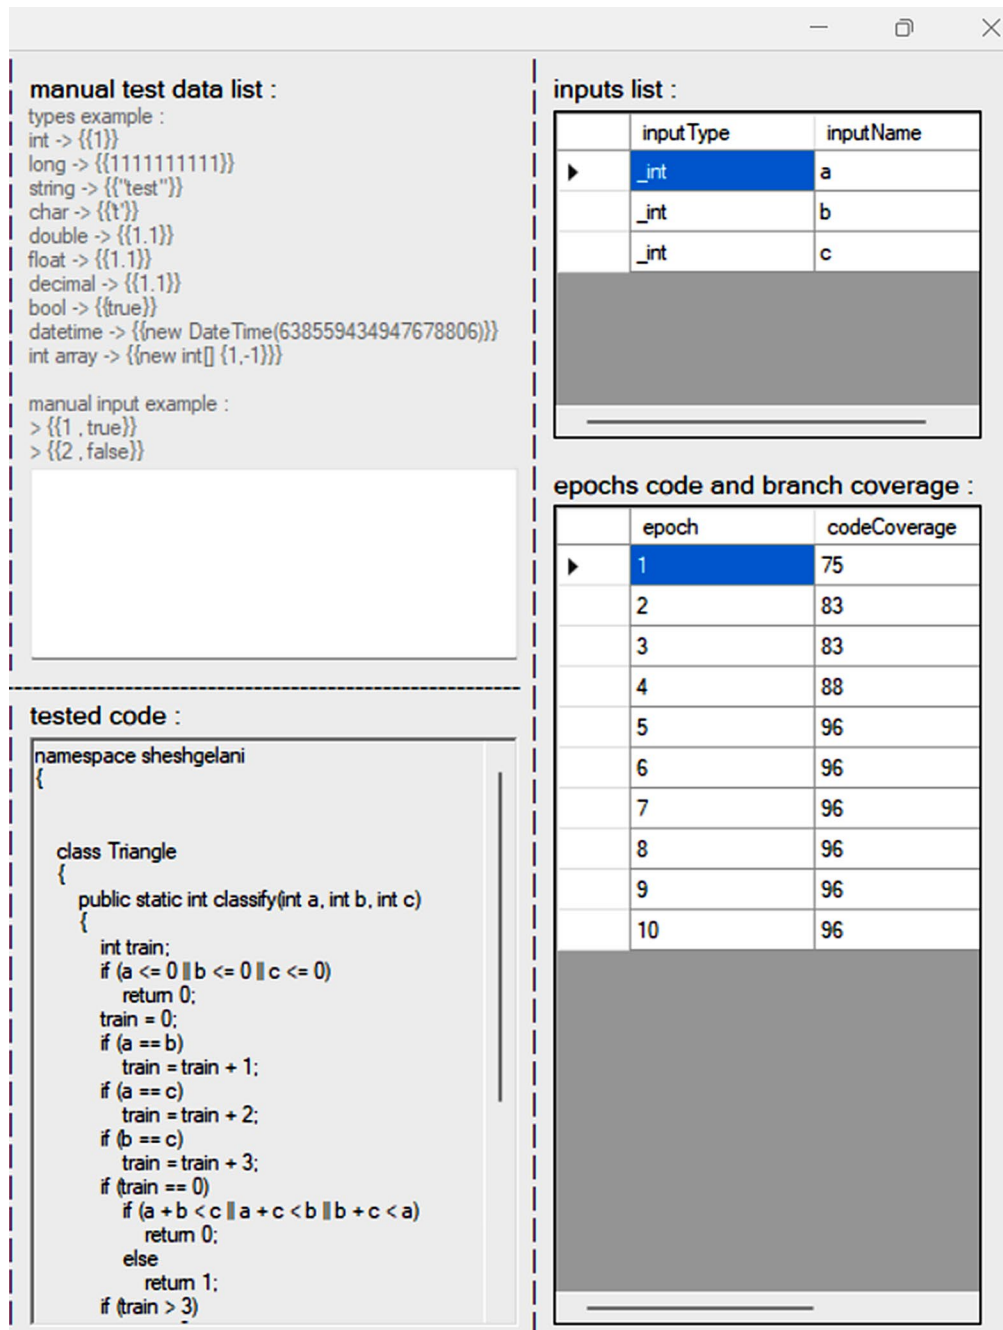 manual test data list :
types example :
int -> {{1}}
long -> {{1111111111}}
string -> {{"test"}}
char -> {{'t'}}
double -> {{1.1}}
float -> {{1.1}}
decimal -> {{1.1}}
bool -> {{true}}
datetime -> {{new DateTime(638559434947678806)}}
int array -> {{new int[] {1,-1}}}
manual input example :
> {{1 , true}}
> {{2 , false}}
tested code :
namespace sheshgelani
{
class Triangle
{
public static int classify(int a, int b, int c)
{
int train;
if (a <= 0 || b <= 0 || c <= 0)
return 0;
train = 0;
if (a == b)
train = train + 1;
if (a == c)
train = train + 2;
if (b == c)
train = train + 3;
if (train == 0)
if (a + b < c || a + c < b || b + c < a)
return 0;
else
return 1;
if (train > 3)
inputs list :
inputType inputName
_int a
_int b
_int c
epochs code and branch coverage :
epoch codeCoverage
1 75
2 83
3 83
4 88
5 96
6 96
7 96
8 96
9 96
10 96